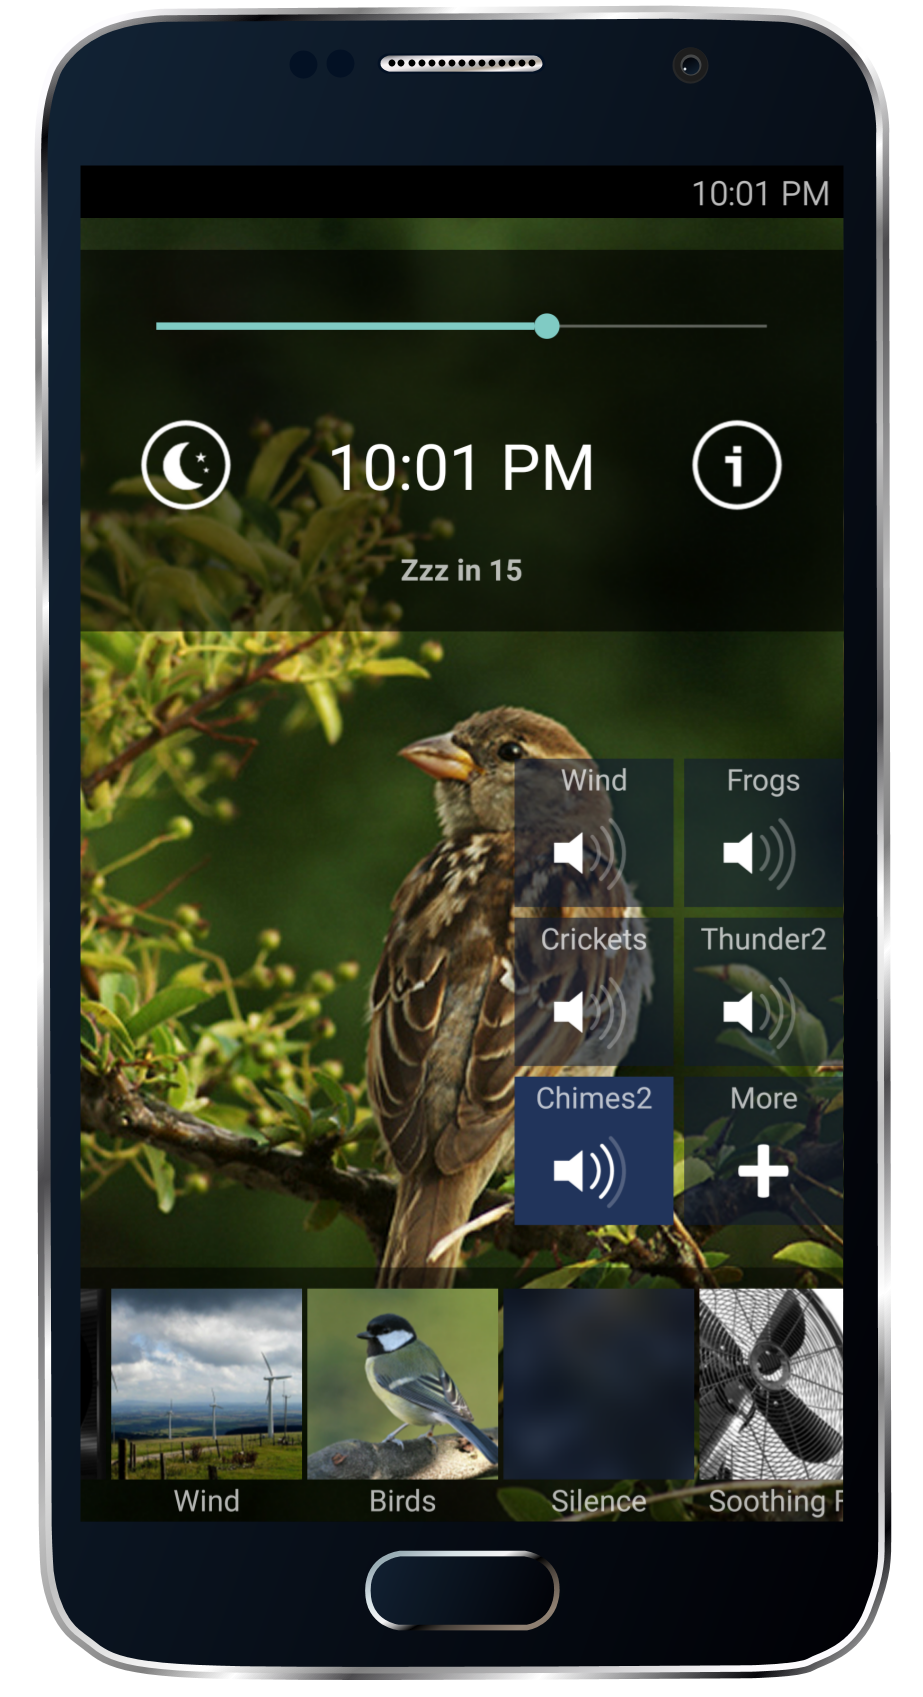 10:01 PM
10:01 PM
Zzz in 15
Wind
Frogs
Crickets
Thunder2
Chimes2
More
Wind
Birds
Silence
Soothing